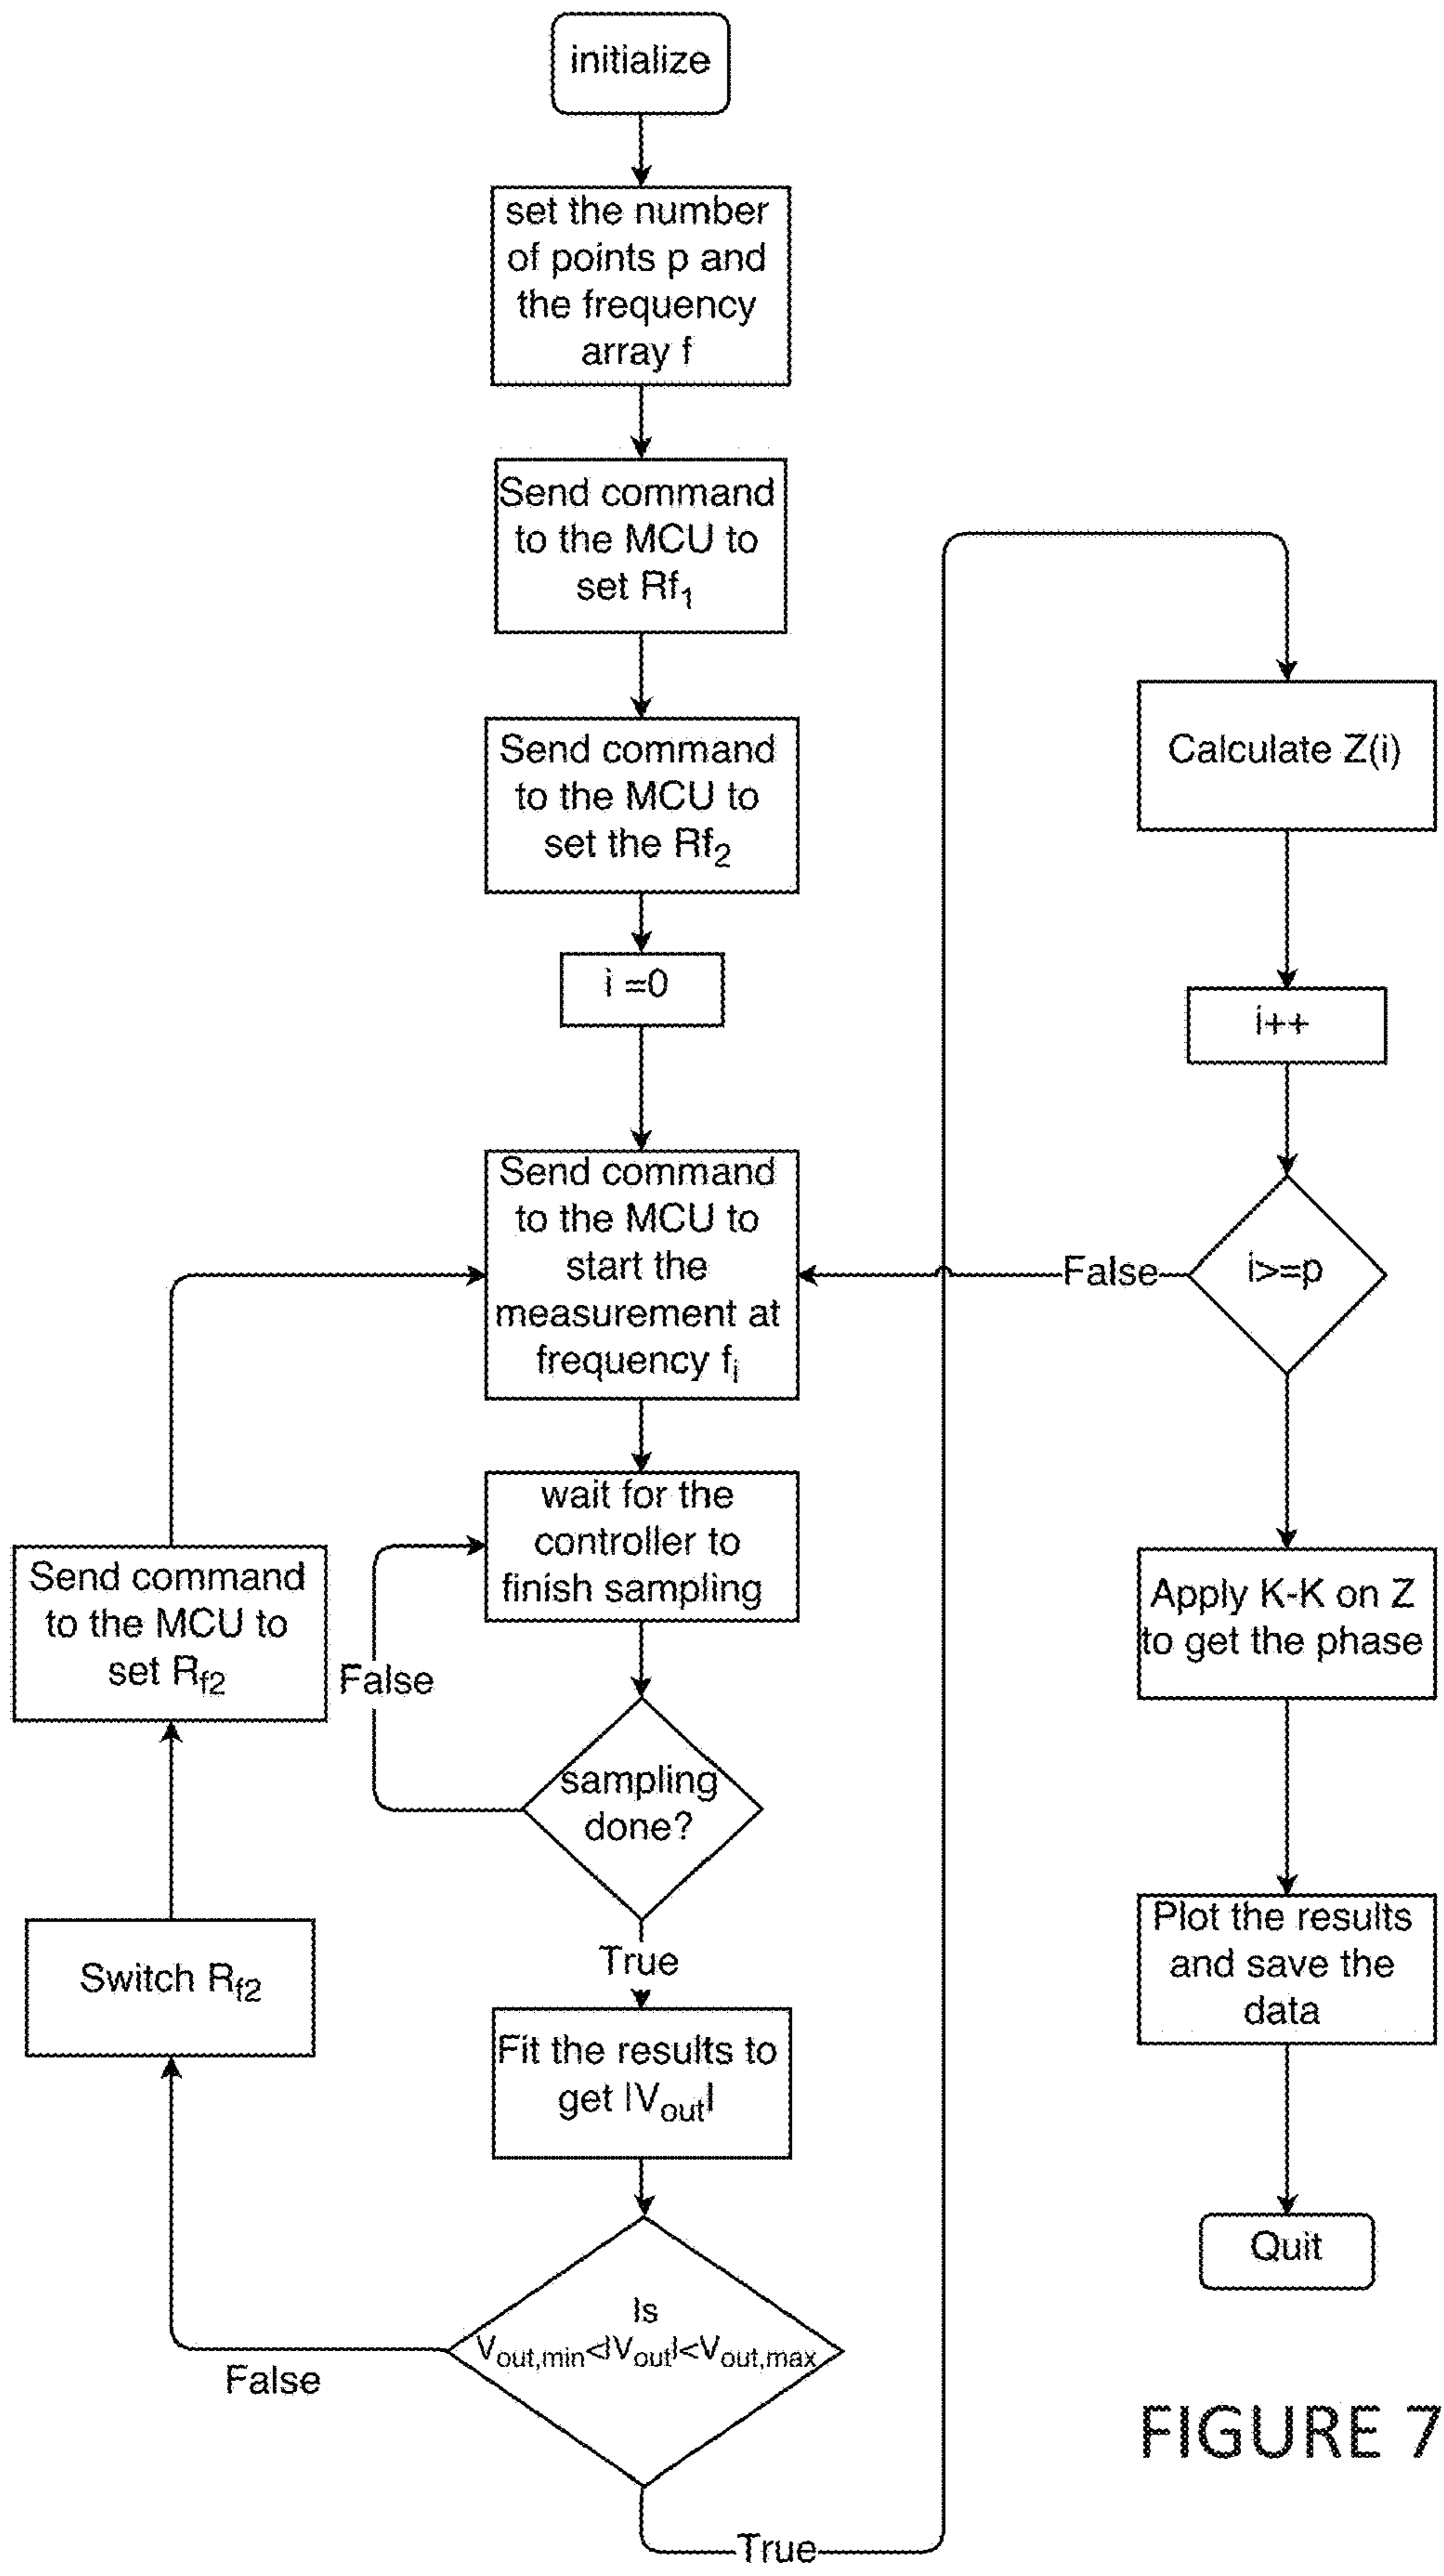 initialize
set the number
of points p and
the frequency
array f
Send command
to the MCU to
set Rf₁
Send command
to the MCU to
set the Rf₂
i =0
Send command
to the MCU to
start the
measurement at
frequency fᵢ
wait for the
controller to
finish sampling
False
sampling
done?
True
Fit the results to
get |Vout|
Is
Vout,min<|Vout|<Vout,max
False
Switch Rf2
Send command
to the MCU to
set Rf2
True
Calculate Z(i)
i++
i>=p
False
Apply K-K on Z
to get the phase
Plot the results
and save the
data
Quit
FIGURE 7